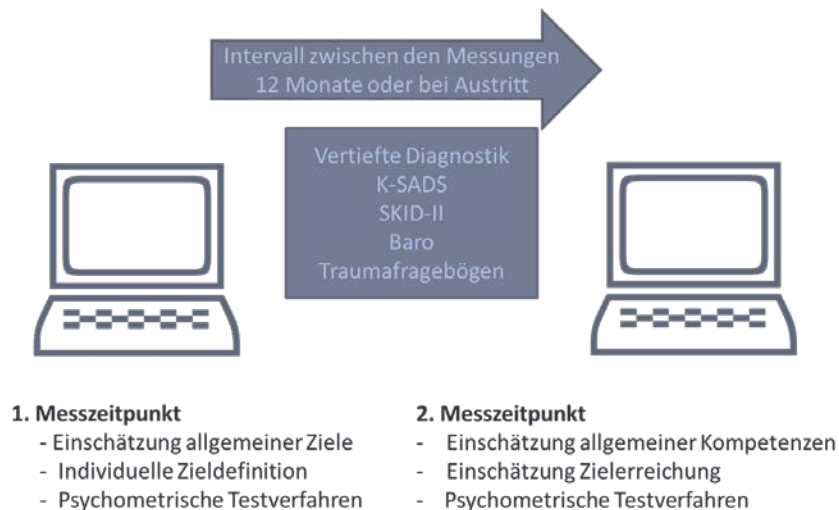 Intervall zwischen den Messungen
12 Monate oder bei Austritt
Vertiefte Diagnostik
K-SADS
SKID-II
Baro
Traumafragebögen
1. Messzeitpunkt
- Einschätzung allgemeiner Ziele
- Individuelle Zieldefinition
- Psychometrische Testverfahren
2. Messzeitpunkt
- Einschätzung allgemeiner Kompetenzen
- Einschätzung Zielerreichung
- Psychometrische Testverfahren